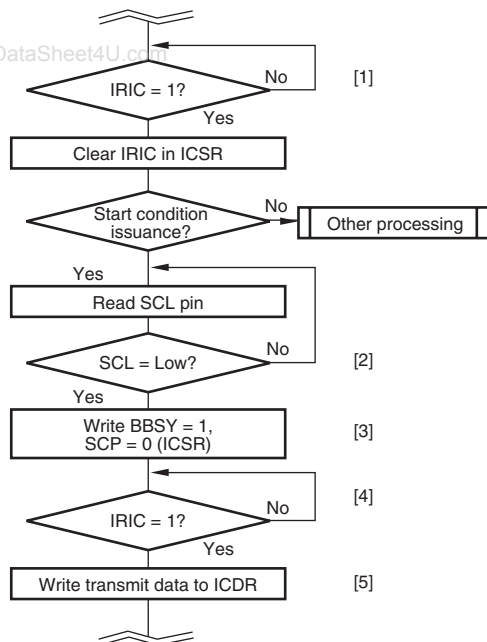 DataSheet4U.com
IRIC = 1?
No
[1]
Yes
Clear IRIC in ICSR
Start condition
issuance?
No
Other processing
Yes
Read SCL pin
SCL = Low?
No
[2]
Yes
Write BBSY = 1,
SCP = 0 (ICSR)
[3]
IRIC = 1?
No
[4]
Yes
Write transmit data to ICDR
[5]